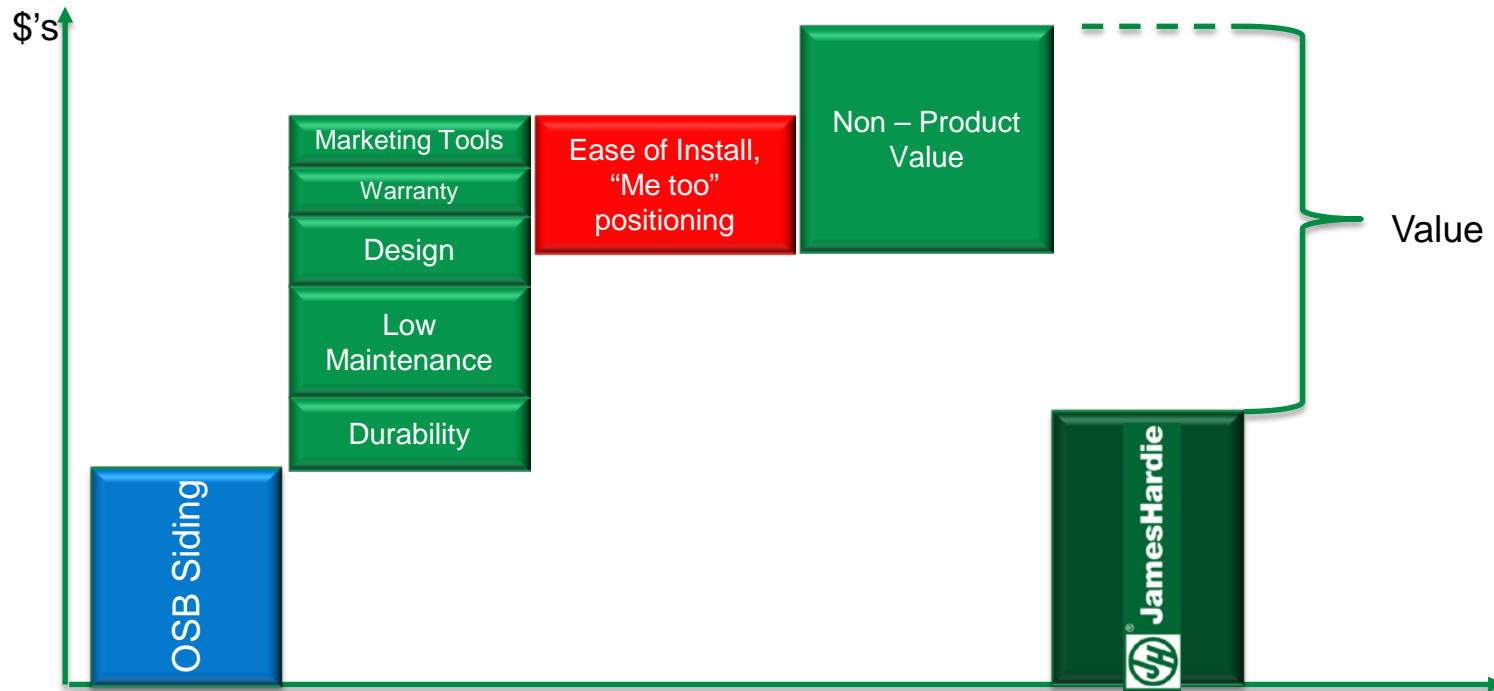 $'s
Marketing Tools
Warranty
Design
Low
Maintenance
Durability
OSB Siding
Ease of Install,
“Me too”
positioning
Non – Product
Value
JH® JamesHardie
Value